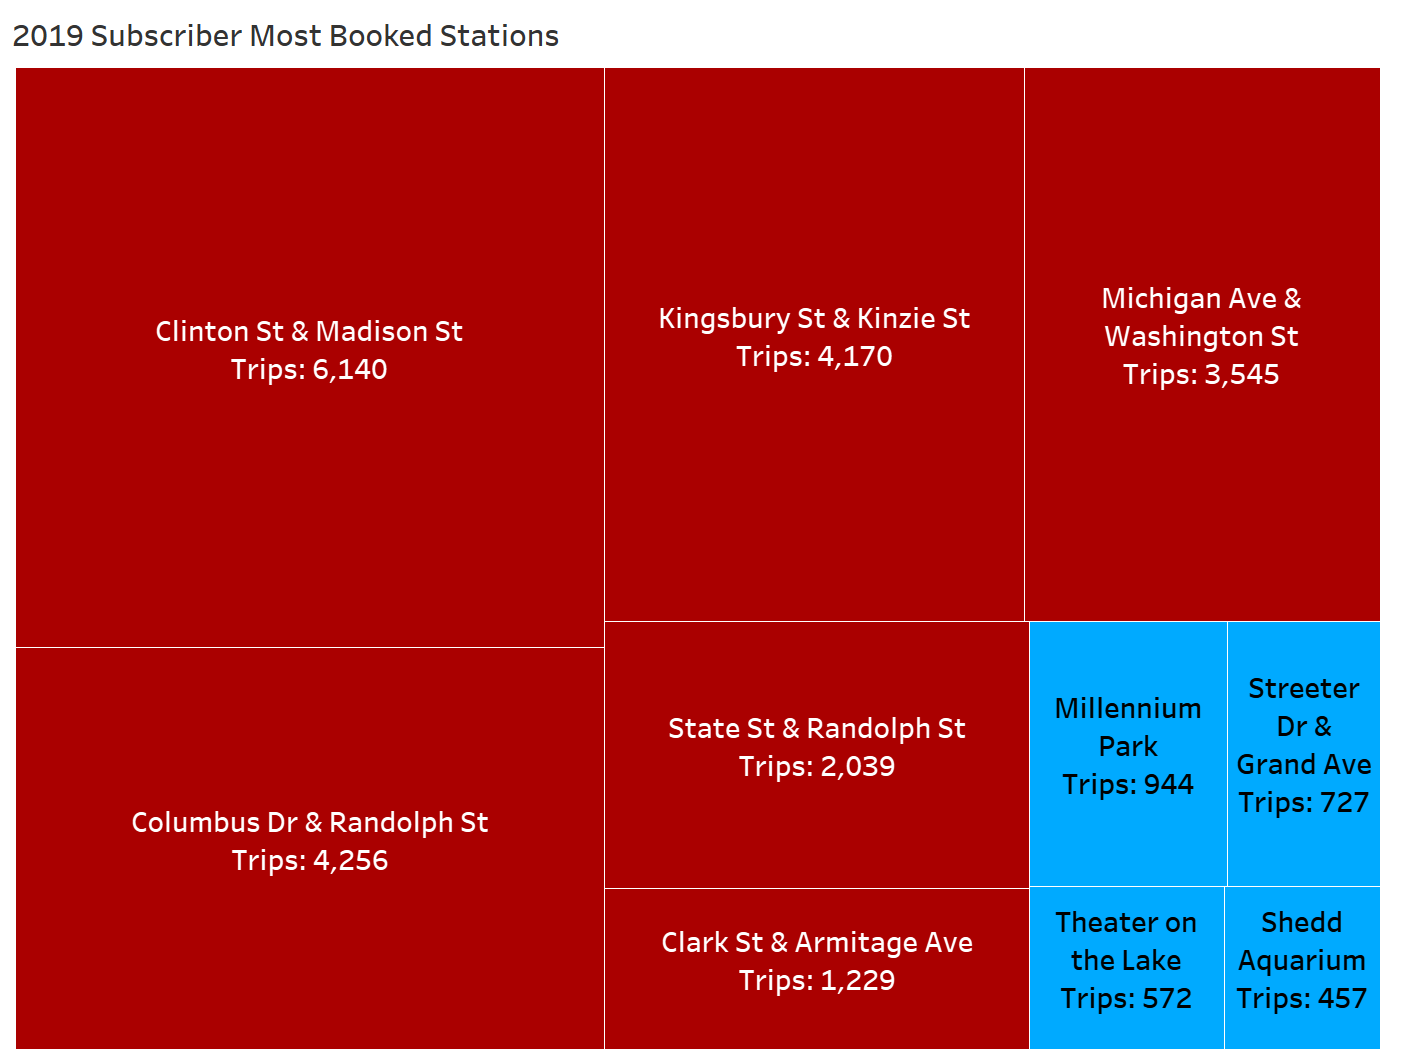 2019 Subscriber Most Booked Stations
Clinton St & Madison St
Trips: 6,140
Kingsbury St & Kinzie St
Trips: 4,170
Michigan Ave &
Washington St
Trips: 3,545
Columbus Dr & Randolph St
Trips: 4,256
State St & Randolph St
Trips: 2,039
Millennium
Park
Trips: 944
Streeter
Dr &
Grand Ave
Trips: 727
Clark St & Armitage Ave
Trips: 1,229
Theater on
the Lake
Trips: 572
Shedd
Aquarium
Trips: 457